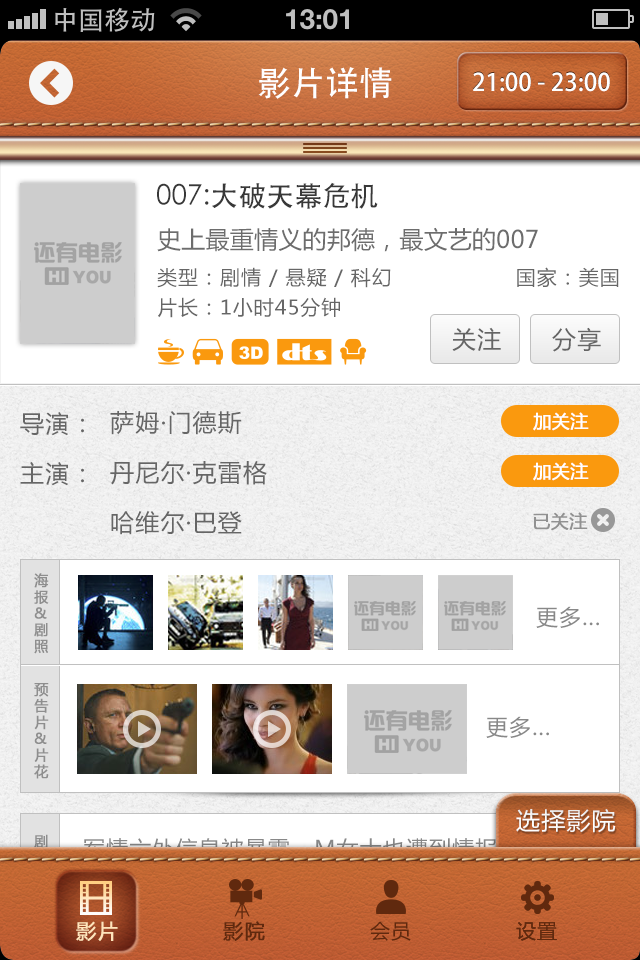 中国移动 13:01
影片详情 21:00 - 23:00
还有电影
HI YOU
007:大破天幕危机
史上最重情义的邦德，最文艺的007
类型：剧情 / 悬疑 / 科幻 国家：美国
片长：1小时45分钟
3D dts
关注 分享
导演： 萨姆·门德斯 加关注
主演： 丹尼尔·克雷格 加关注
哈维尔·巴登 已关注
海报&剧照
还有电影
HI YOU
还有电影
HI YOU
更多...
预告片&片花
还有电影
HI YOU
更多...
选择影院
剧 军情六处信息被暴露，M女士也遭到情报
影片 影院 会员 设置